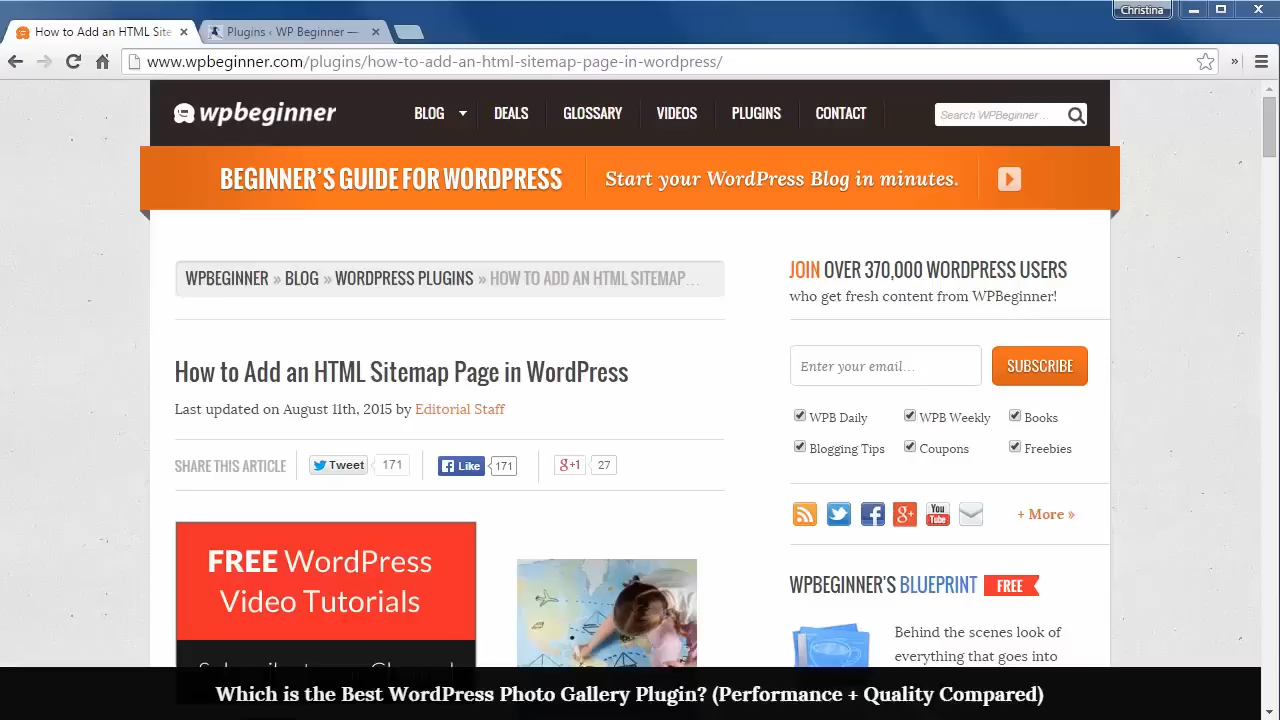 Christina
How to Add an HTML Site
Plugins ‹ WP Beginner —
www.wpbeginner.com/plugins/how-to-add-an-html-sitemap-page-in-wordpress/
wpbeginner
BLOG DEALS GLOSSARY VIDEOS PLUGINS CONTACT
Search WPBeginner…
BEGINNER'S GUIDE FOR WORDPRESS
Start your WordPress Blog in minutes.
WPBEGINNER » BLOG » WORDPRESS PLUGINS » HOW TO ADD AN HTML SITEMAP…
How to Add an HTML Sitemap Page in WordPress
Last updated on August 11th, 2015 by Editorial Staff
SHARE THIS ARTICLE
Tweet 171
Like 171
g+1 27
FREE WordPress
Video Tutorials
JOIN OVER 370,000 WORDPRESS USERS
who get fresh content from WPBeginner!
Enter your email…
SUBSCRIBE
WPB Daily WPB Weekly Books
Blogging Tips Coupons Freebies
You
Tube
+ More »
WPBEGINNER'S BLUEPRINT FREE
Behind the scenes look of
everything that goes into
Which is the Best WordPress Photo Gallery Plugin? (Performance + Quality Compared)